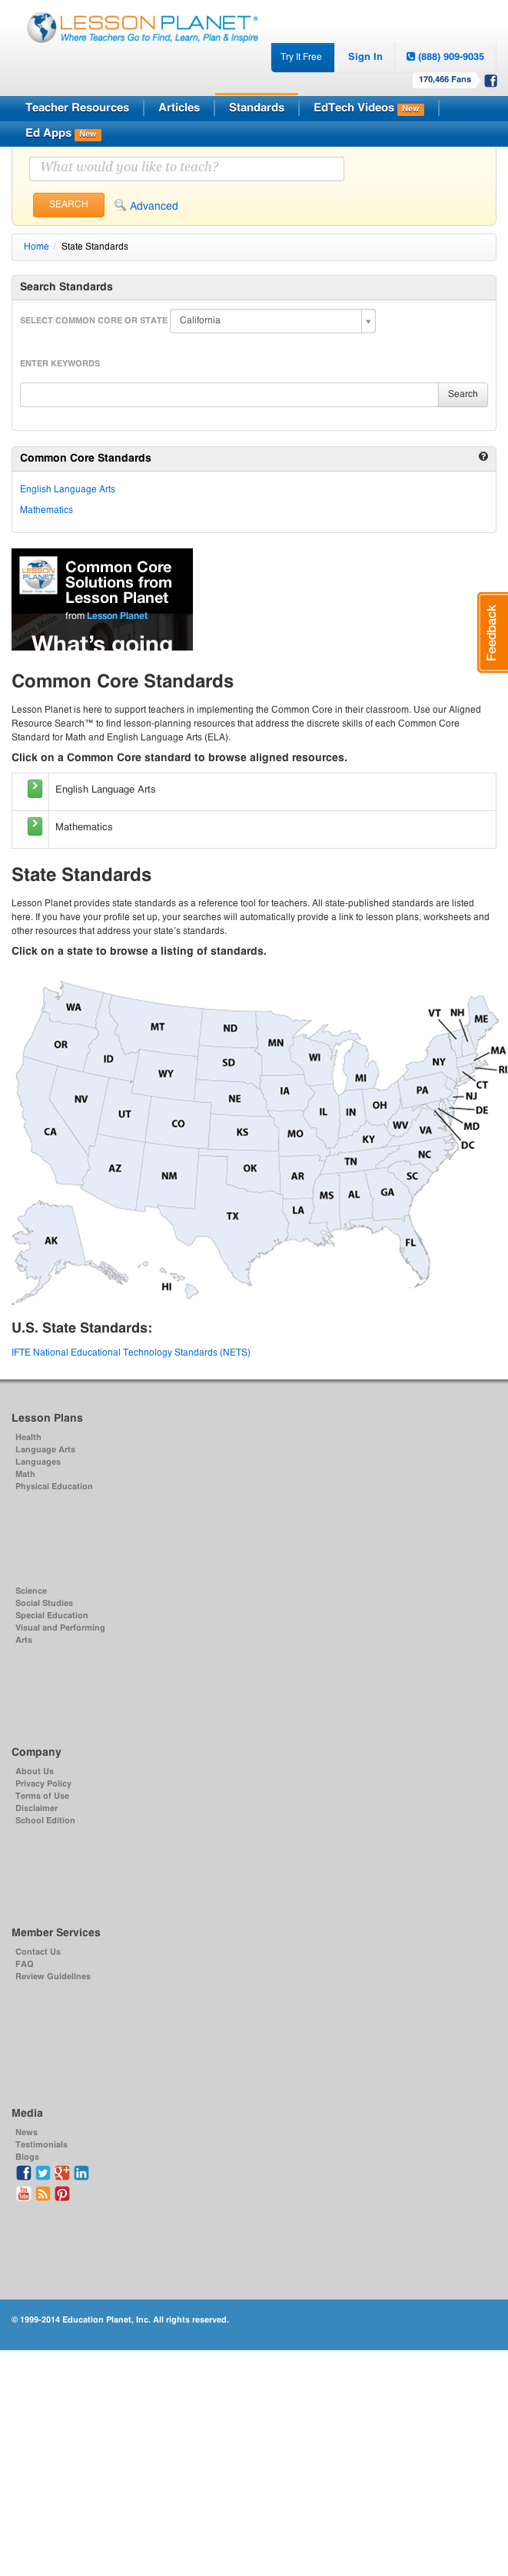 LESSON PLANET®
Where Teachers Go to Find, Learn, Plan & Inspire
Try It Free
Sign In
(888) 909-9035
170,466 Fans
Teacher Resources
Articles
Standards
EdTech Videos New
Ed Apps New
What would you like to teach?
SEARCH
Advanced
Home / State Standards
Search Standards
SELECT COMMON CORE OR STATE California
ENTER KEYWORDS
Search
Common Core Standards
English Language Arts
Mathematics
LESSON PLANET
Common Core
Solutions from
Lesson Planet
from Lesson Planet
What's going
Feedback
Common Core Standards
Lesson Planet is here to support teachers in implementing the Common Core in their classroom. Use our Aligned
Resource Search™ to find lesson-planning resources that address the discrete skills of each Common Core
Standard for Math and English Language Arts (ELA).
Click on a Common Core standard to browse aligned resources.
English Language Arts
Mathematics
State Standards
Lesson Planet provides state standards as a reference tool for teachers. All state-published standards are listed
here. If you have your profile set up, your searches will automatically provide a link to lesson plans, worksheets and
other resources that address your state's standards.
Click on a state to browse a listing of standards.
WA
MT
ND
MN
VT
NH
ME
OR
ID
WY
SD
WI
MI
NY
MA
RI
CT
NJ
DE
MD
DC
NV
UT
CO
NE
IA
IL
IN
OH
PA
WV
VA
CA
KS
MO
KY
NC
AZ
NM
OK
AR
TN
SC
TX
LA
MS
AL
GA
FL
AK
HI
U.S. State Standards:
IFTE National Educational Technology Standards (NETS)
Lesson Plans
Health
Language Arts
Languages
Math
Physical Education
Science
Social Studies
Special Education
Visual and Performing
Arts
Company
About Us
Privacy Policy
Terms of Use
Disclaimer
School Edition
Member Services
Contact Us
FAQ
Review Guidelines
Media
News
Testimonials
Blogs
© 1999-2014 Education Planet, Inc. All rights reserved.